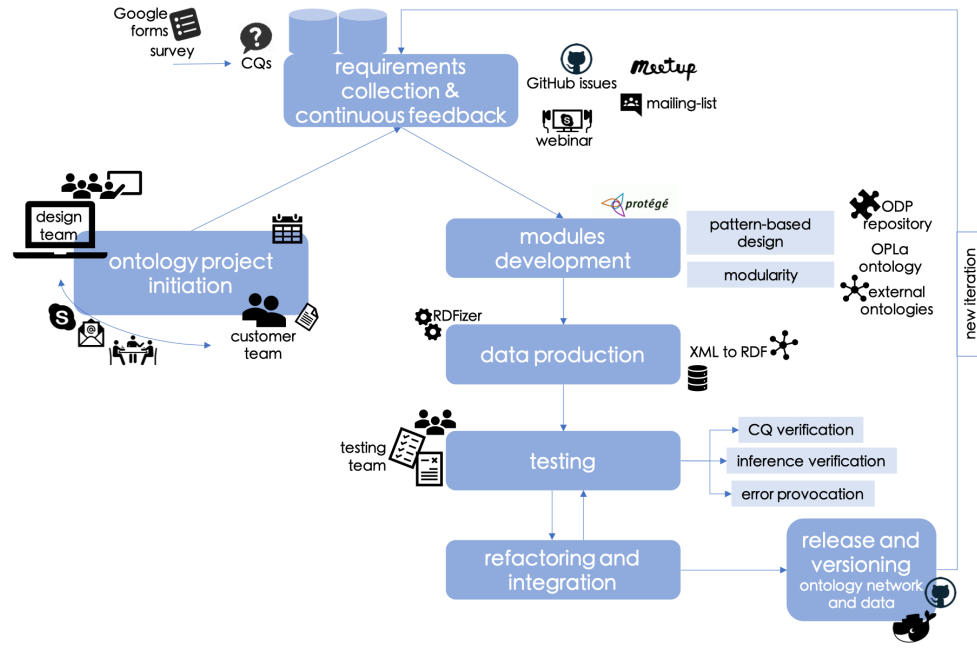 Google
forms
survey
CQs
requirements
collection &
continuous feedback
GitHub issues
meetup
mailing-list
webinar
design
team
ontology project
initiation
customer
team
protégé
modules
development
pattern-based
design
modularity
ODP
repository
OPLa
ontology
external
ontologies
new iteration
RDFizer
data production
XML to RDF
testing
team
testing
CQ verification
inference verification
error provocation
refactoring and
integration
release and
versioning
ontology network
and data